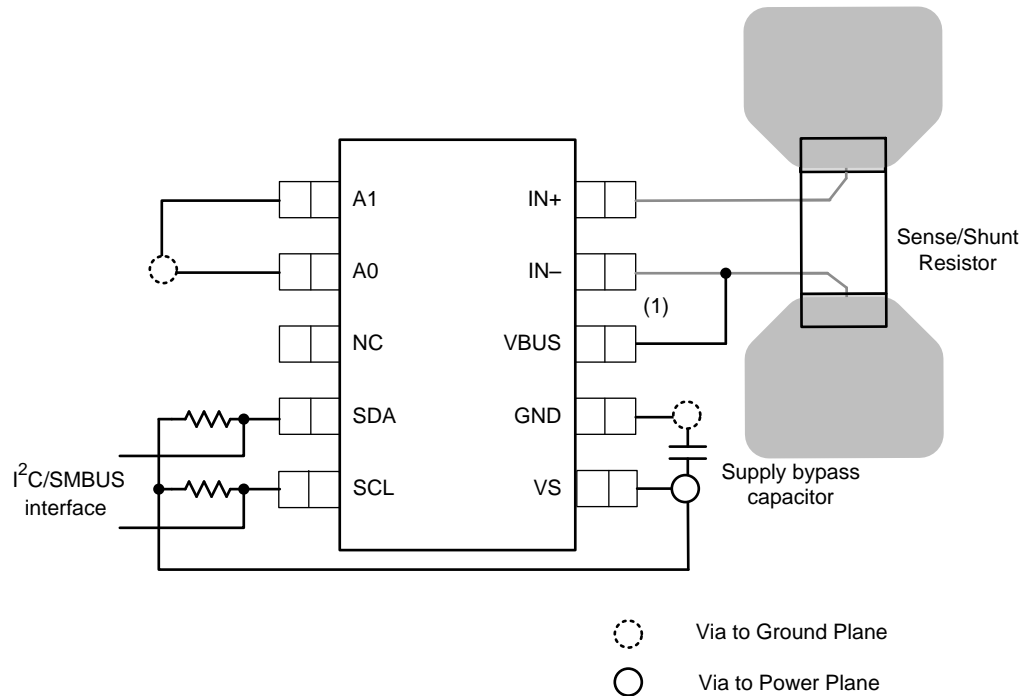 A1
A0
NC
SDA
SCL
IN+
IN–
(1)
VBUS
GND
VS
I²C/SMBUS
interface
Sense/Shunt
Resistor
Supply bypass
capacitor
Via to Ground Plane
Via to Power Plane